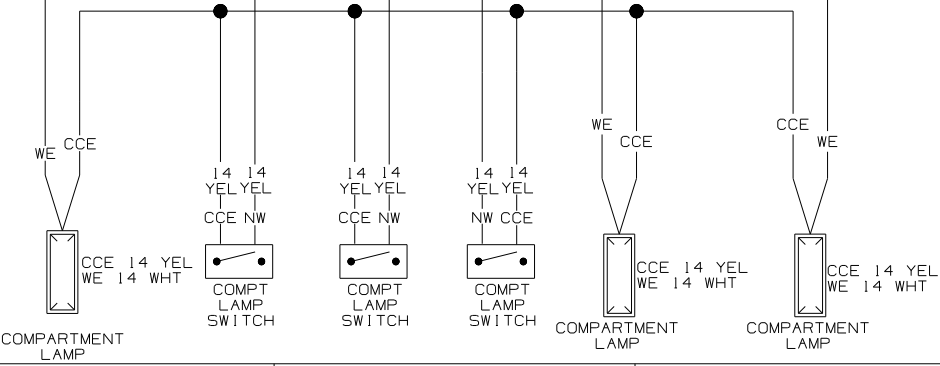 WE
CCE
WE
CCE
CCE
WE
14
YEL
14
YEL
14
YEL
14
YEL
14
YEL
14
YEL
CCE
NW
CCE
NW
NW
CCE
CCE 14 YEL
WE 14 WHT
COMPARTMENT
LAMP
COMPT
LAMP
SWITCH
COMPT
LAMP
SWITCH
COMPT
LAMP
SWITCH
CCE 14 YEL
WE 14 WHT
COMPARTMENT
LAMP
CCE 14 YEL
WE 14 WHT
COMPARTMENT
LAMP